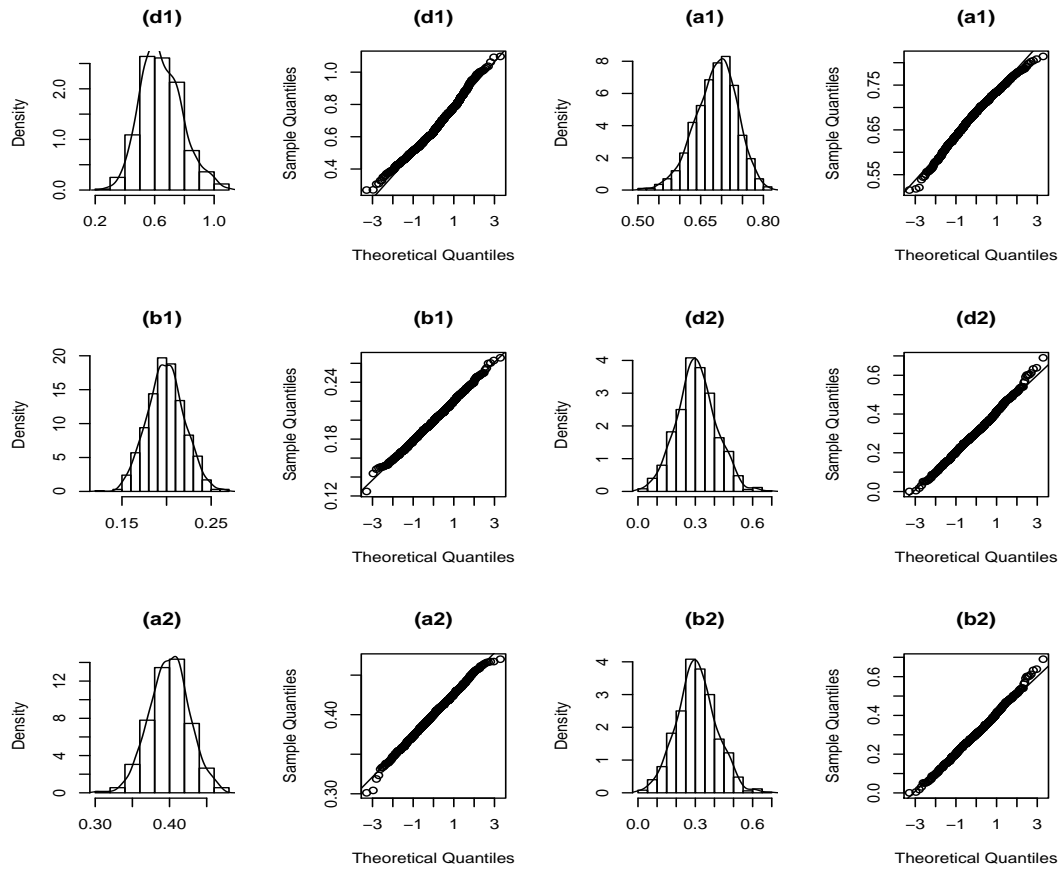 (d1)
Density
0.0 1.0 2.0
0.2 0.6 1.0
(d1)
Sample Quantiles
0.4 0.6 0.8 1.0
−3 −1 1 3
Theoretical Quantiles
(a1)
Density
0 2 4 6 8
0.50 0.65 0.80
(a1)
Sample Quantiles
0.55 0.65 0.75
−3 −1 1 3
Theoretical Quantiles
(b1)
Density
0 5 10 15 20
0.15 0.25
(b1)
Sample Quantiles
0.12 0.18 0.24
−3 −1 1 3
Theoretical Quantiles
(d2)
Density
0 1 2 3 4
0.0 0.3 0.6
(d2)
Sample Quantiles
0.0 0.2 0.4 0.6
−3 −1 1 3
Theoretical Quantiles
(a2)
Density
0 4 8 12
0.30 0.40
(a2)
Sample Quantiles
0.30 0.40
−3 −1 1 3
Theoretical Quantiles
(b2)
Density
0 1 2 3 4
0.0 0.3 0.6
(b2)
Sample Quantiles
0.0 0.2 0.4 0.6
−3 −1 1 3
Theoretical Quantiles